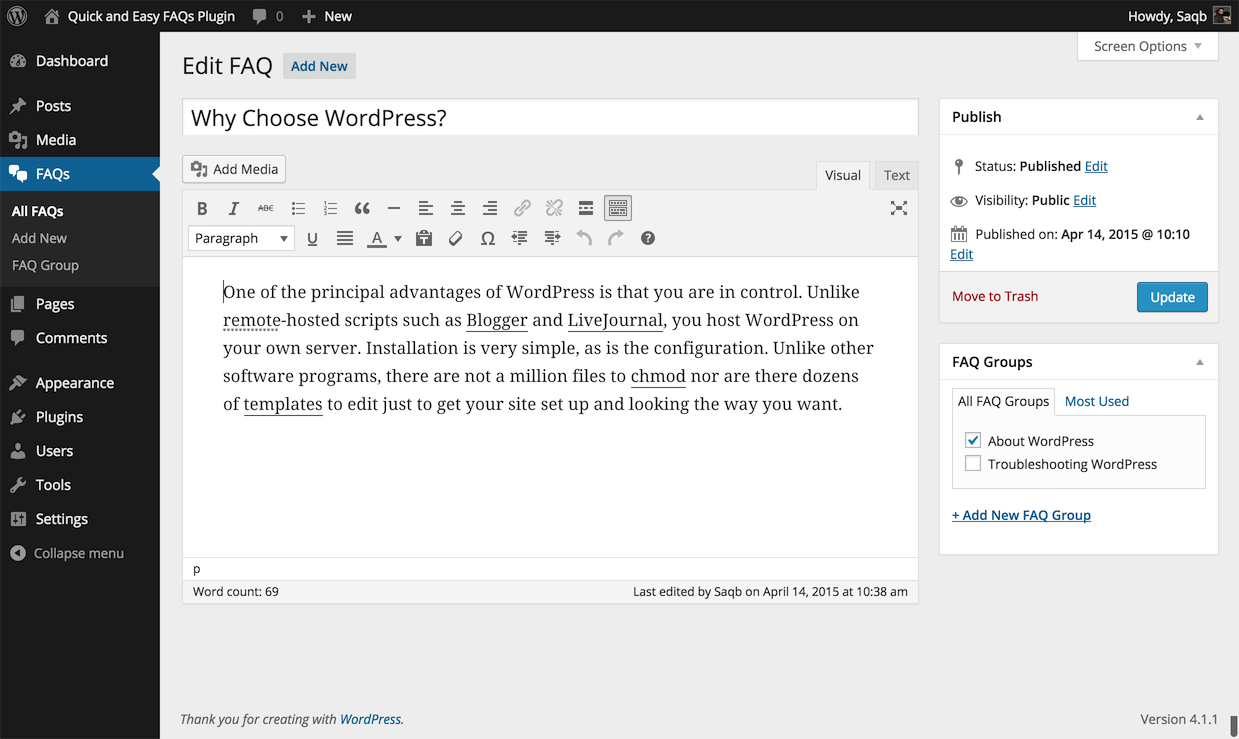 Quick and Easy FAQs Plugin 0 New Howdy, Saqb
Screen Options
Dashboard
Posts
Media
FAQs
All FAQs
Add New
FAQ Group
Pages
Comments
Appearance
Plugins
Users
Tools
Settings
Collapse menu
Edit FAQ Add New
Why Choose WordPress?
Add Media
Visual Text
B I ABC
Paragraph U A Ω
One of the principal advantages of WordPress is that you are in control. Unlike
remote-hosted scripts such as Blogger and LiveJournal, you host WordPress on
your own server. Installation is very simple, as is the configuration. Unlike other
software programs, there are not a million files to chmod nor are there dozens
of templates to edit just to get your site set up and looking the way you want.
p
Word count: 69 Last edited by Saqb on April 14, 2015 at 10:38 am
Publish
Status: Published Edit
Visibility: Public Edit
Published on: Apr 14, 2015 @ 10:10
Edit
Move to Trash Update
FAQ Groups
All FAQ Groups Most Used
About WordPress
Troubleshooting WordPress
+ Add New FAQ Group
Thank you for creating with WordPress. Version 4.1.1